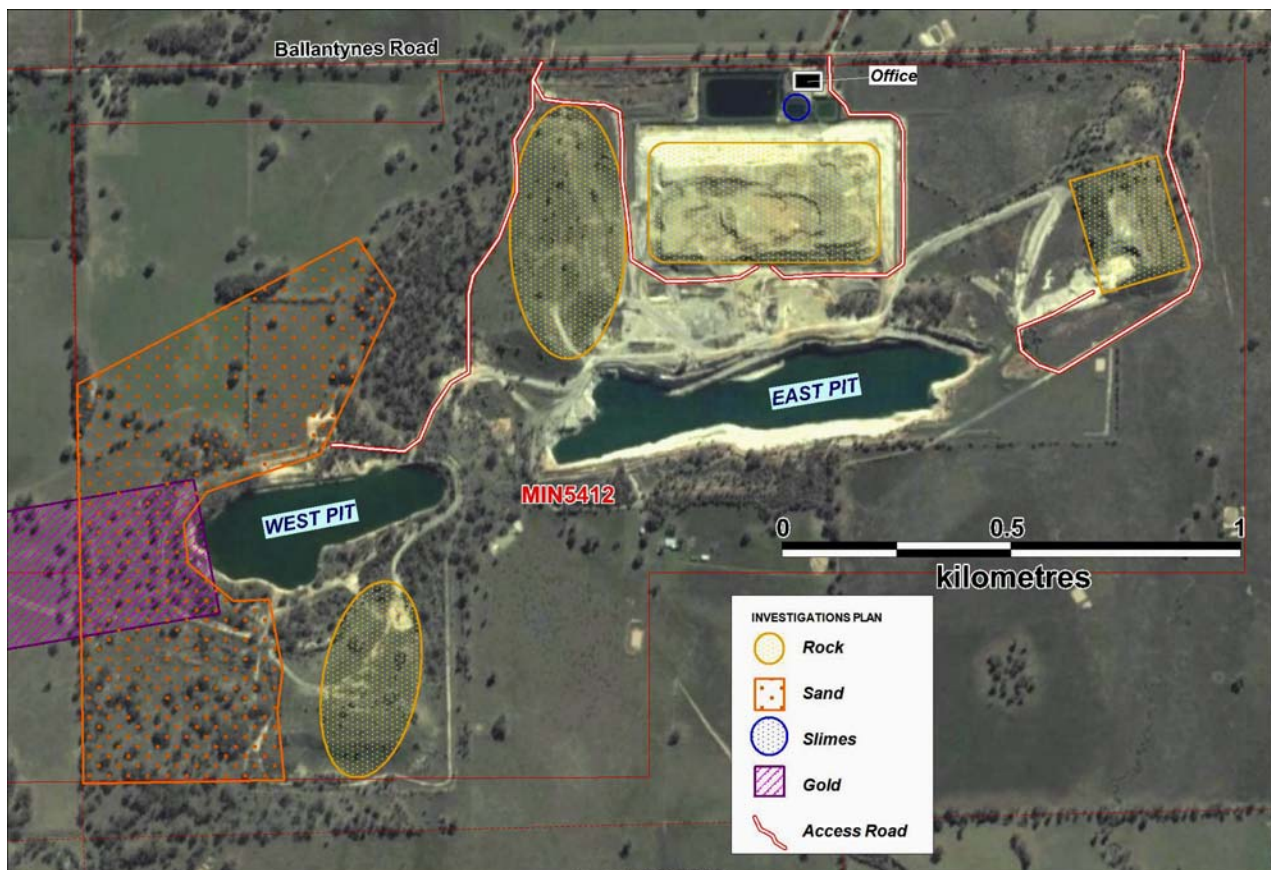 Ballantynes Road
Office
EAST PIT
MIN5412
WEST PIT
0 0.5 1
kilometres
INVESTIGATIONS PLAN
Rock
Sand
Slimes
Gold
Access Road